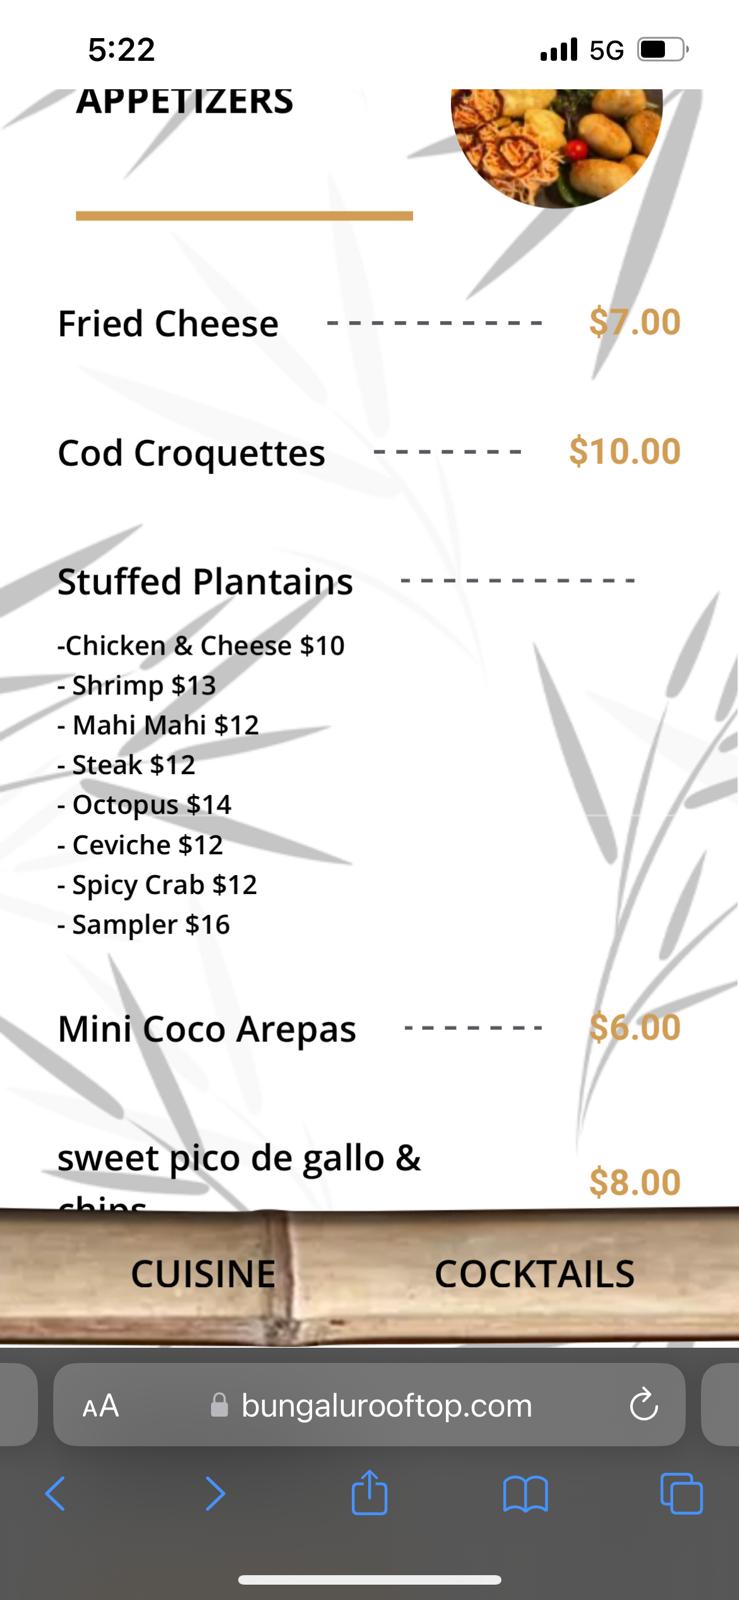 5:22 5G
APPETIZERS
Fried Cheese ---------- $7.00
Cod Croquettes ------- $10.00
Stuffed Plantains -----------
-Chicken & Cheese $10
- Shrimp $13
- Mahi Mahi $12
- Steak $12
- Octopus $14
- Ceviche $12
- Spicy Crab $12
- Sampler $16
Mini Coco Arepas ------- $6.00
sweet pico de gallo &
chips $8.00
CUISINE COCKTAILS
AA bungalurooftop.com